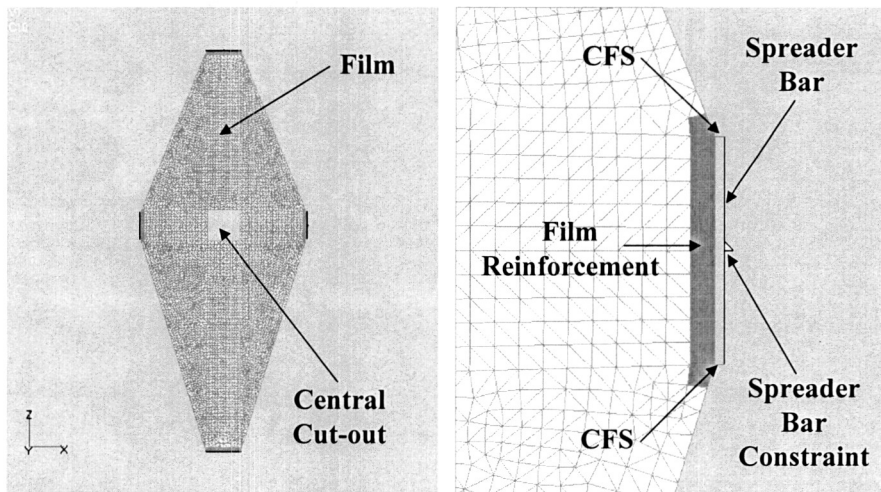 Film
Central
Cut-out
Z
Y
X
CFS
Spreader
Bar
Film
Reinforcement
CFS
Spreader
Bar
Constraint